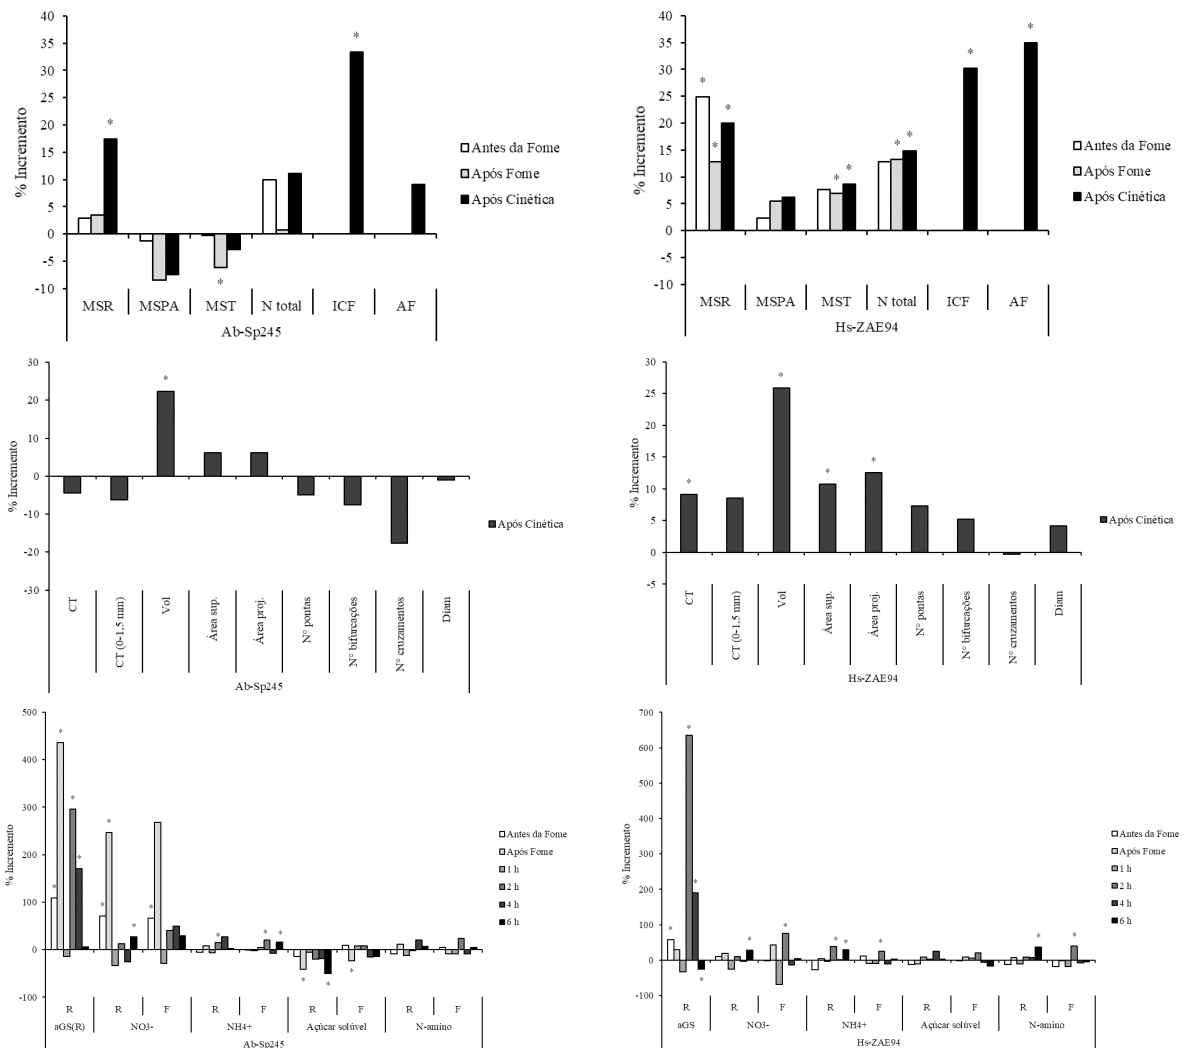 40
35
30
25
20
15
10
5
0
-5
-10
% Incremento
*
*
*
Antes da Fome
Após Fome
Após Cinética
MSR MSPA MST N total ICF AF
Ab-Sp245
40
35
30
25
20
15
10
5
0
-5
-10
% Incremento
*
*
*
*
*
*
*
*
*
Antes da Fome
Após Fome
Após Cinética
MSR MSPA MST N total ICF AF
Hs-ZAE94
30
20
10
0
-10
-20
-30
% Incremento
*
Após Cinética
CT
CT (0-1,5 mm)
Vol
Área sup.
Área proj.
N° pontas
N° bifurcações
N° cruzamentos
Diam
Ab-Sp245
30
25
20
15
10
5
0
-5
% Incremento
*
*
*
*
Após Cinética
CT
CT (0-1,5 mm)
Vol
Área sup.
Área proj.
N° pontas
N° bifurcações
N° cruzamentos
Diam
Hs-ZAE94
500
400
300
200
100
0
-100
% Incremento
*
*
*
*
*
*
*
*
*
*
*
*
*
*
Antes da Fome
Após Fome
1 h
2 h
4 h
6 h
R R F R F R F R F
aGS(R) NO3- NH4+ Açúcar solúvel N-amino
Ab-Sp245
700
600
500
400
300
200
100
0
-100
% Incremento
*
*
*
*
*
*
*
*
*
*
*
Antes da Fome
Após Fome
1 h
2 h
4 h
6 h
R R F R F R F R F
aGS NO3- NH4+ Açúcar solúvel N-amino
Hs-ZAE94